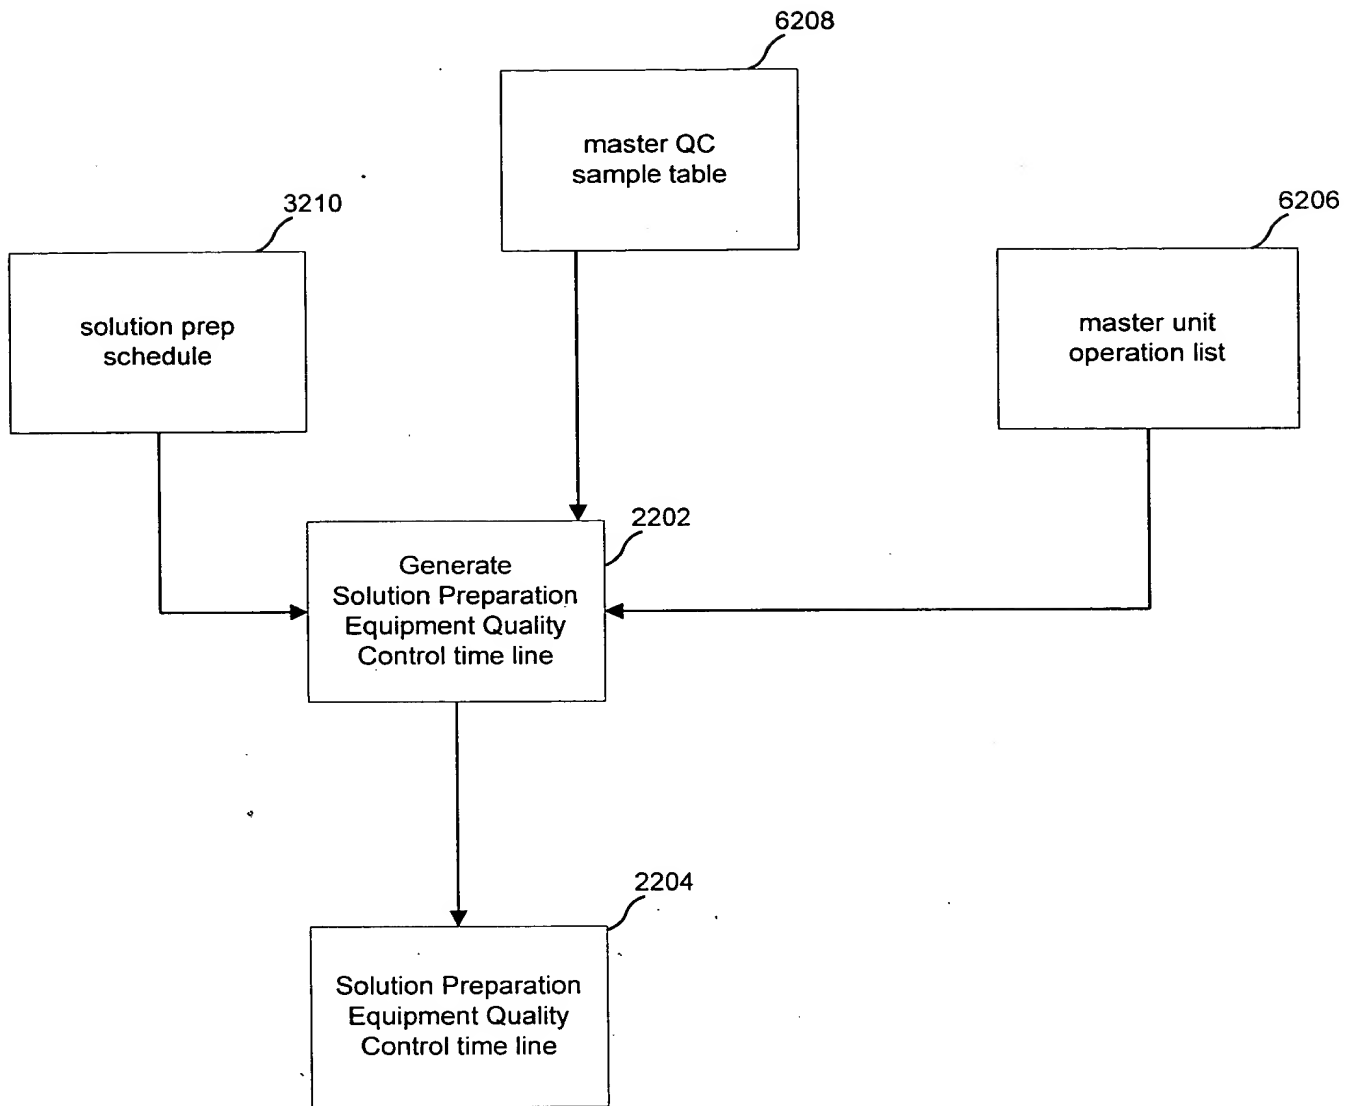 6208
master QC
sample table
3210
solution prep
schedule
6206
master unit
operation list
2202
Generate
Solution Preparation
Equipment Quality
Control time line
2204
Solution Preparation
Equipment Quality
Control time line